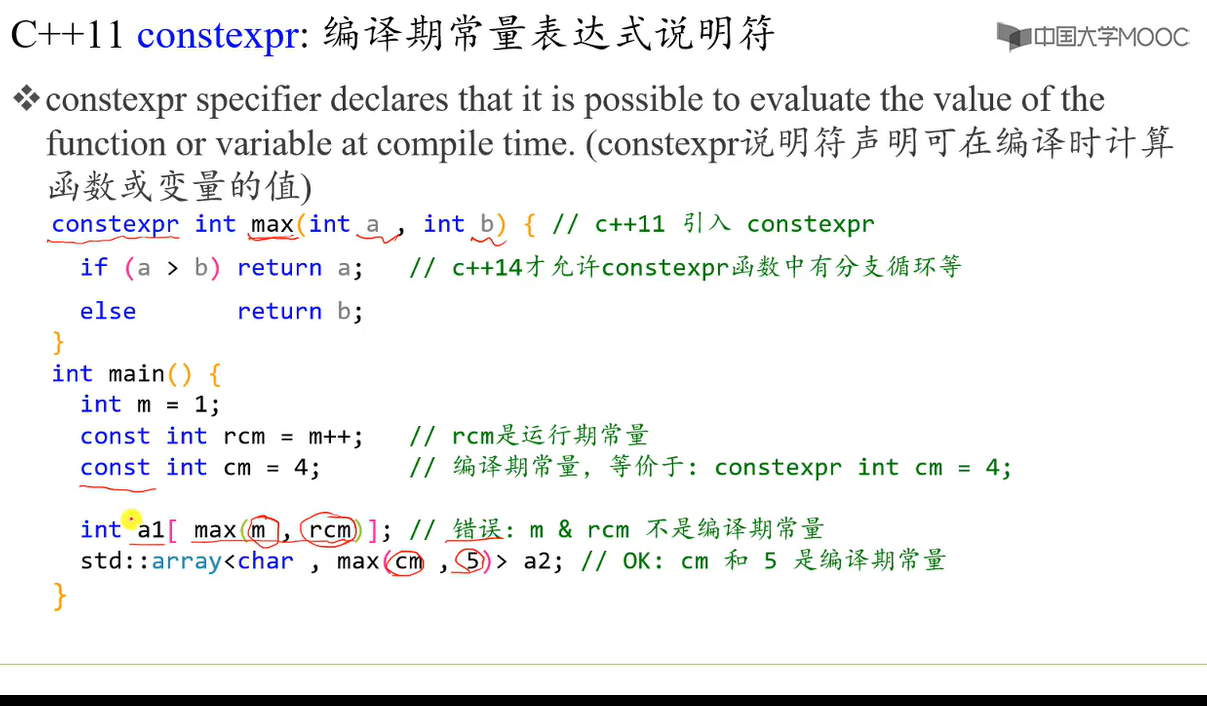 C++11 constexpr: 编译期常量表达式说明符
中国大学MOOC
❖constexpr specifier declares that it is possible to evaluate the value of the
function or variable at compile time. (constexpr说明符声明可在编译时计算
函数或变量的值)
constexpr int max(int a , int b) { // c++11 引入 constexpr
if (a > b) return a; // c++14才允许constexpr函数中有分支循环等
else return b;
}
int main() {
int m = 1;
const int rcm = m++; // rcm是运行期常量
const int cm = 4; // 编译期常量, 等价于: constexpr int cm = 4;
int a1[ max(m , rcm)]; // 错误: m & rcm 不是编译期常量
std::array<char , max(cm ,5)> a2; // OK: cm 和 5 是编译期常量
}